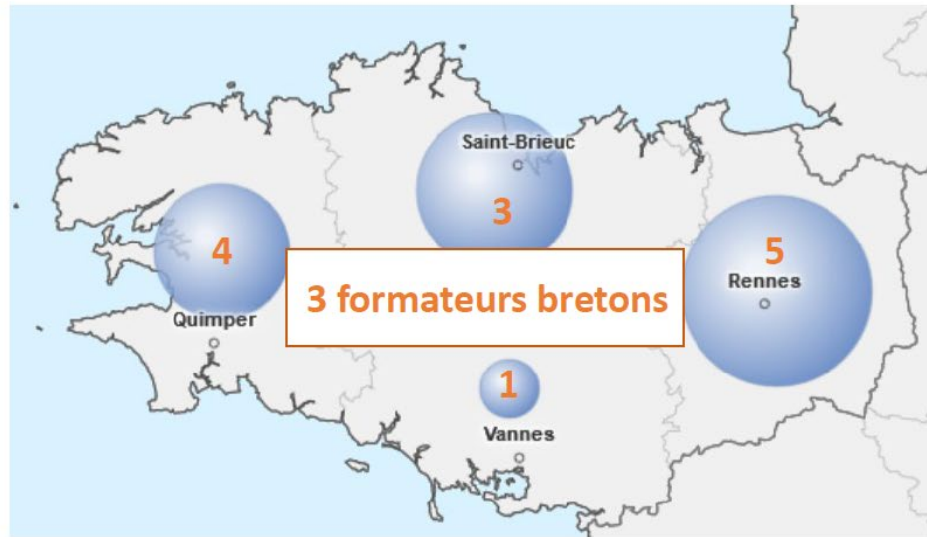 Saint-Brieuc
3
4
5
Rennes
3 formateurs bretons
Quimper
1
Vannes